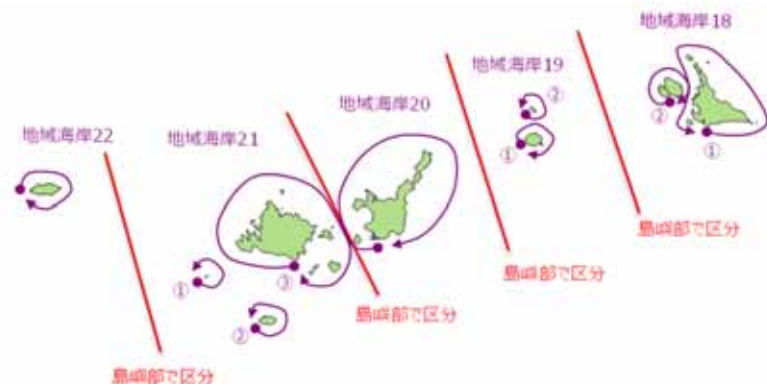 地域海岸18
地域海岸19
地域海岸20
地域海岸21
地域海岸22
②
①
②
①
①
③
②
島嶼部で区分
島嶼部で区分
島嶼部で区分
島嶼部で区分